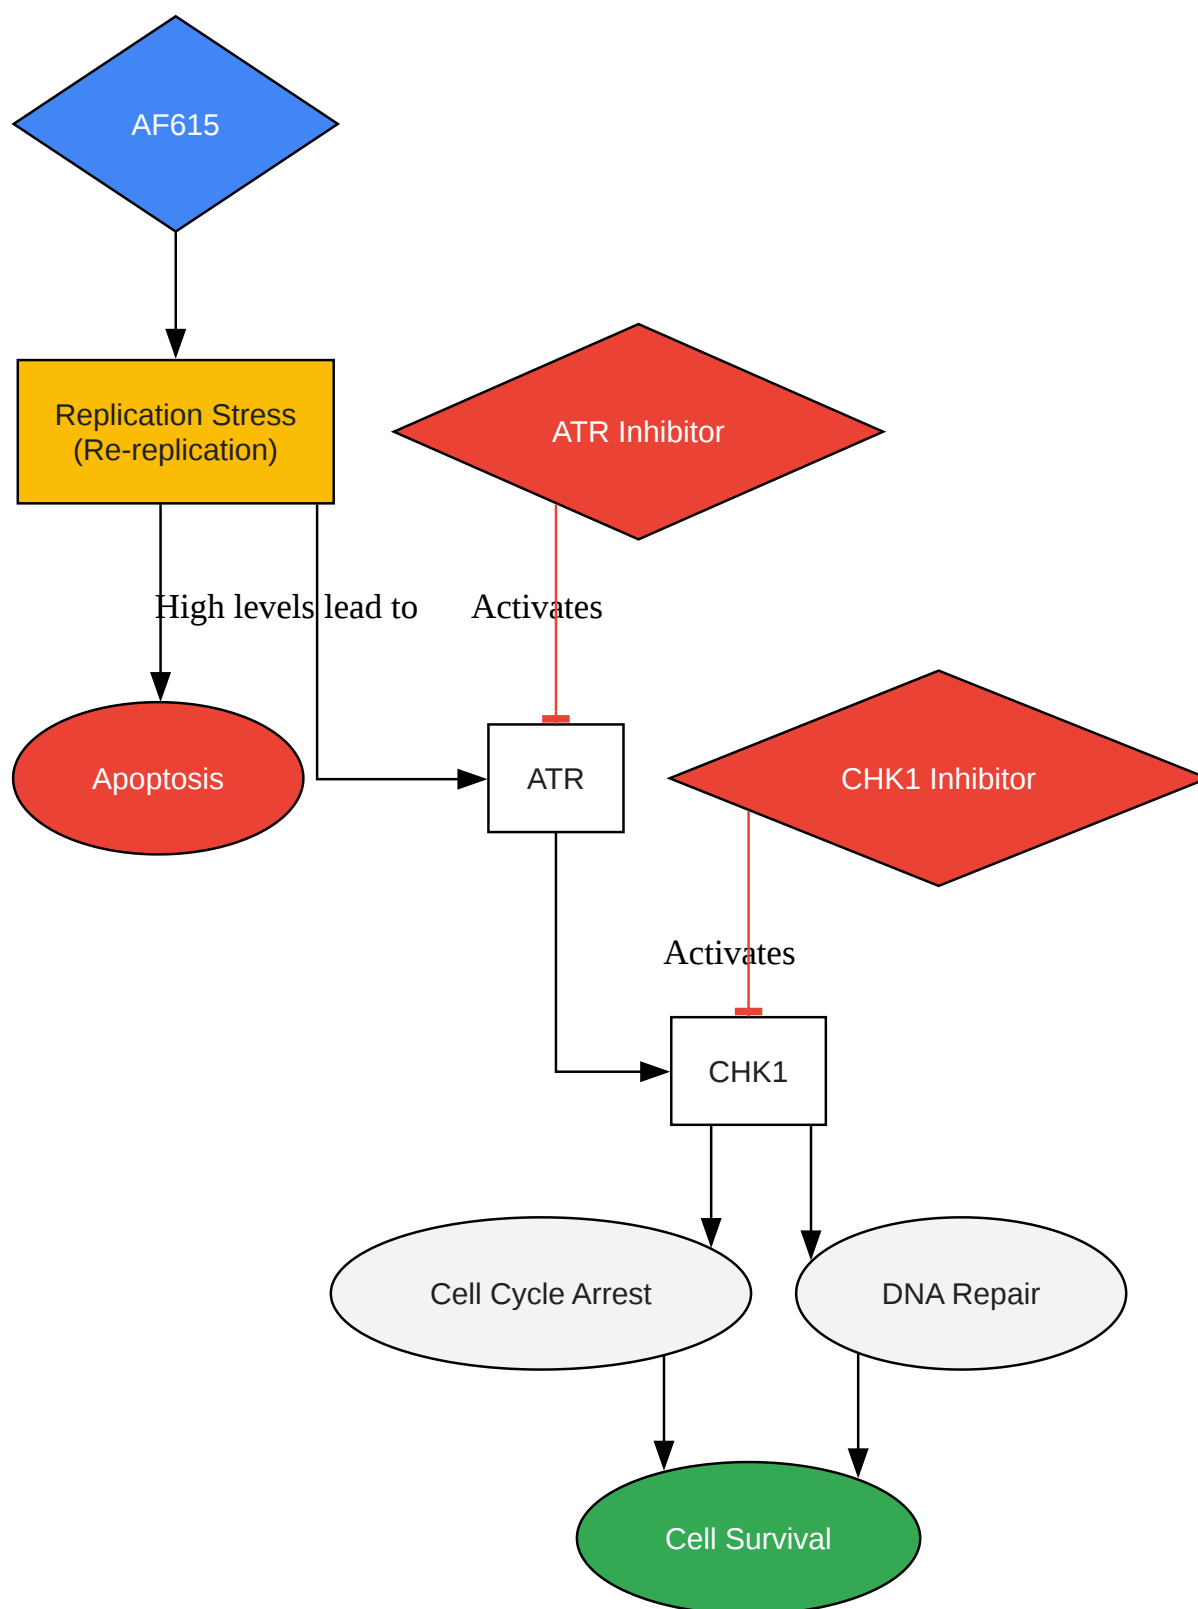 AF615
Replication Stress
(Re-replication)
ATR Inhibitor
High levels lead to
Activates
Apoptosis
ATR
CHK1 Inhibitor
Activates
CHK1
Cell Cycle Arrest
DNA Repair
Cell Survival